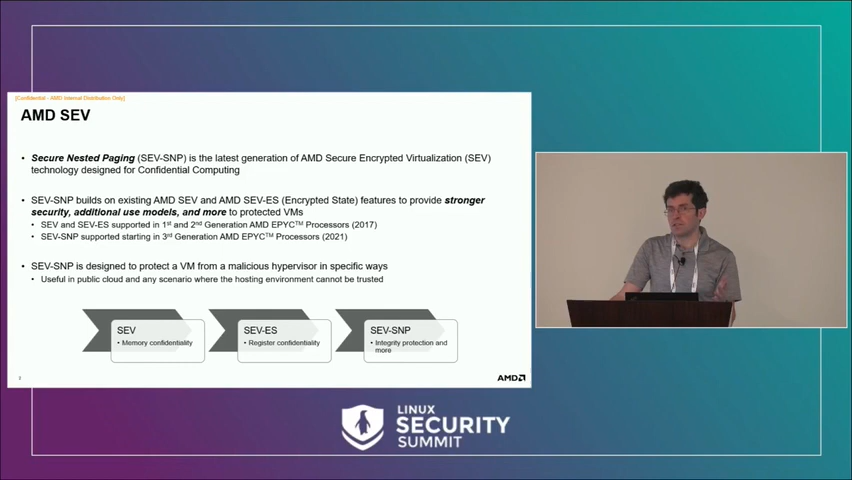 [Confidential - AMD Internal Distribution Only]
AMD SEV
• Secure Nested Paging (SEV-SNP) is the latest generation of AMD Secure Encrypted Virtualization (SEV)
technology designed for Confidential Computing
• SEV-SNP builds on existing AMD SEV and AMD SEV-ES (Encrypted State) features to provide stronger
security, additional use models, and more to protected VMs
• SEV and SEV-ES supported in 1st and 2nd Generation AMD EPYC™ Processors (2017)
• SEV-SNP supported starting in 3rd Generation AMD EPYC™ Processors (2021)
• SEV-SNP is designed to protect a VM from a malicious hypervisor in specific ways
• Useful in public cloud and any scenario where the hosting environment cannot be trusted
SEV
• Memory confidentiality
SEV-ES
• Register confidentiality
SEV-SNP
• Integrity protection and
more
AMD
LINUX
SECURITY
SUMMIT